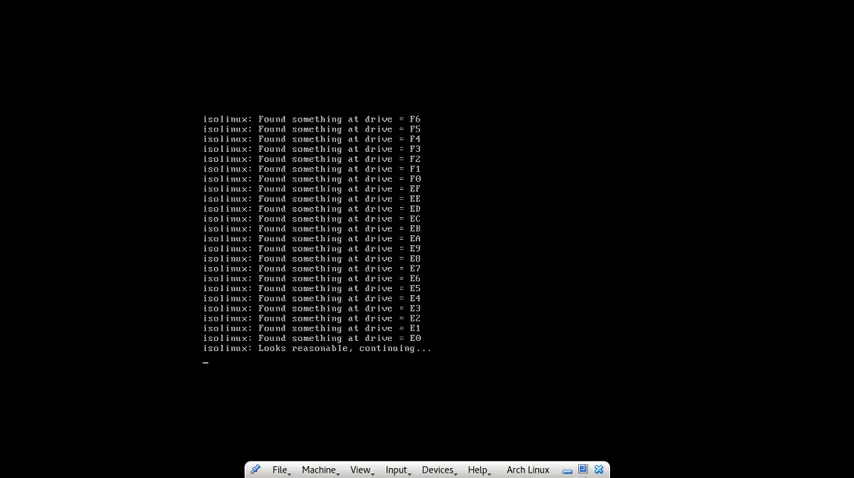 isolinux: Found something at drive = F6
isolinux: Found something at drive = F5
isolinux: Found something at drive = F4
isolinux: Found something at drive = F3
isolinux: Found something at drive = F2
isolinux: Found something at drive = F1
isolinux: Found something at drive = F0
isolinux: Found something at drive = EF
isolinux: Found something at drive = EE
isolinux: Found something at drive = ED
isolinux: Found something at drive = EC
isolinux: Found something at drive = EB
isolinux: Found something at drive = EA
isolinux: Found something at drive = E9
isolinux: Found something at drive = E8
isolinux: Found something at drive = E7
isolinux: Found something at drive = E6
isolinux: Found something at drive = E5
isolinux: Found something at drive = E4
isolinux: Found something at drive = E3
isolinux: Found something at drive = E2
isolinux: Found something at drive = E1
isolinux: Found something at drive = E0
isolinux: Looks reasonable, continuing...
_
File Machine View Input Devices Help Arch Linux